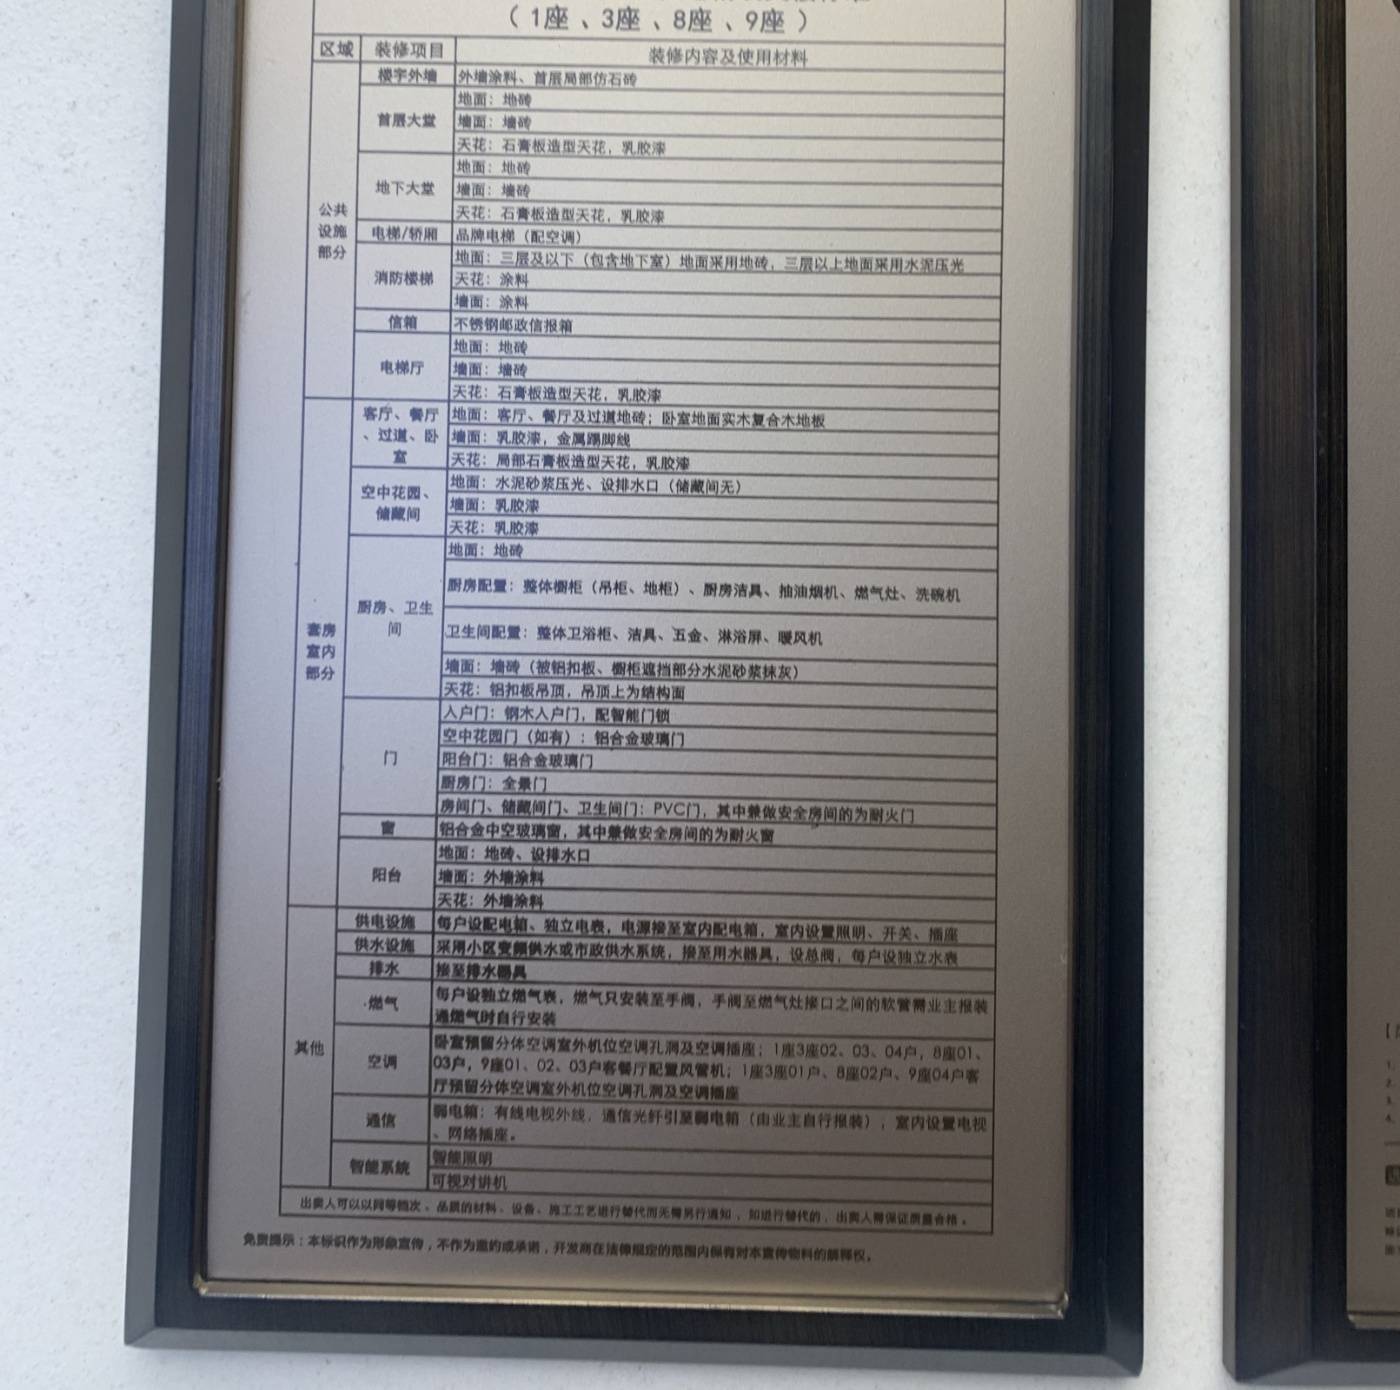 （1座、3座、8座、9座）
区域 装修项目 装修内容及使用材料
公共设施部分
楼宇外墙 外墙涂料、首层局部仿石砖
首层大堂
地面：地砖
墙面：墙砖
天花：石膏板造型天花，乳胶漆
地下大堂
地面：地砖
墙面：墙砖
天花：石膏板造型天花，乳胶漆
电梯/轿厢 品牌电梯（配空调）
消防楼梯
地面：三层及以下（包含地下室）地面采用地砖，三层以上地面采用水泥压光
天花：涂料
墙面：涂料
信箱 不锈钢邮政信报箱
电梯厅
地面：地砖
墙面：墙砖
天花：石膏板造型天花，乳胶漆
套房室内部分
客厅、餐厅
、过道、卧
室
地面：客厅、餐厅及过道地砖；卧室地面实木复合木地板
墙面：乳胶漆，金属踢脚线
天花：局部石膏板造型天花，乳胶漆
空中花园、
储藏间
地面：水泥砂浆压光、设排水口（储藏间无）
墙面：乳胶漆
天花：乳胶漆
厨房、卫生
间
地面：地砖
厨房配置：整体橱柜（吊柜、地柜）、厨房洁具、抽油烟机、燃气灶、洗碗机
卫生间配置：整体卫浴柜、洁具、五金、淋浴屏、暖风机
墙面：墙砖（被铝扣板、橱柜遮挡部分水泥砂浆抹灰）
天花：铝扣板吊顶，吊顶上为结构面
门
入户门：钢木入户门，配智能门锁
空中花园门（如有）：铝合金玻璃门
阳台门：铝合金玻璃门
厨房门：全景门
房间门、储藏间门、卫生间门：PVC门，其中兼做安全房间的为耐火门
窗 铝合金中空玻璃窗，其中兼做安全房间的为耐火窗
阳台
地面：地砖、设排水口
墙面：外墙涂料
天花：外墙涂料
其他
供电设施 每户设配电箱、独立电表，电源接至室内配电箱，室内设置照明、开关、插座
供水设施 采用小区变频供水或市政供水系统，接至用水器具，设总阀，每户设独立水表
排水 接至排水器具
燃气
每户设独立燃气表，燃气只安装至手阀，手阀至燃气灶接口之间的软管需业主报装
通燃气时自行安装
空调
卧室预留分体空调室外机位空调孔洞及空调插座；1座3座02、03、04户，8座01、
03户，9座01、02、03户客餐厅配置风管机；1座3座01户、8座02户、9座04户客
厅预留分体空调室外机位空调孔洞及空调插座
通信
弱电箱：有线电视外线，通信光纤引至弱电箱（由业主自行报装），室内设置电视
、网络插座。
智能系统
智能照明
可视对讲机
出卖人可以以同等档次、品质的材料、设备、施工工艺进行替代而无需另行通知，如进行替代的，出卖人需保证质量合格。
免责提示：本标识作为形象宣传，不作为邀约或承诺，开发商在法律规定的范围内保有对本宣传物料的解释权。